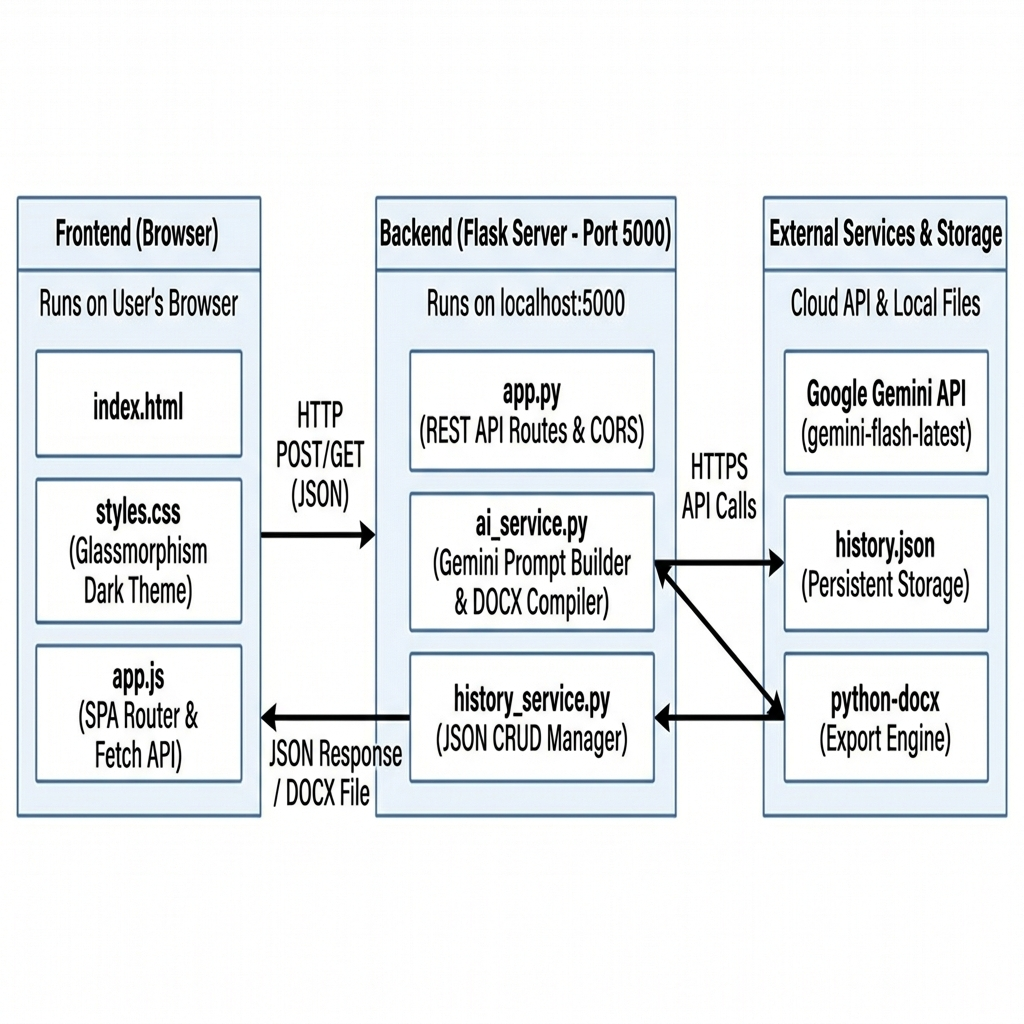 Frontend (Browser)
Runs on User's Browser
index.html
styles.css
(Glassmorphism
Dark Theme)
app.js
(SPA Router &
Fetch API)
HTTP
POST/GET
(JSON)
JSON Response
/ DOCX File
Backend (Flask Server - Port 5000)
Runs on localhost:5000
app.py
(REST API Routes & CORS)
ai_service.py
(Gemini Prompt Builder
& DOCX Compiler)
history_service.py
(JSON CRUD Manager)
HTTPS
API Calls
External Services & Storage
Cloud API & Local Files
Google Gemini API
(gemini-flash-latest)
history.json
(Persistent Storage)
python-docx
(Export Engine)